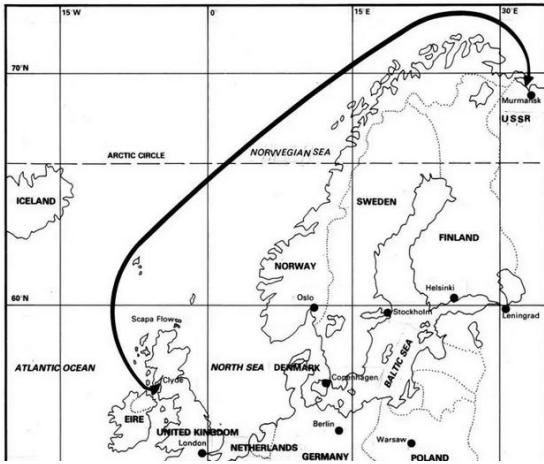 15°W 0° 15°E 30°E
70°N
Murmansk
USSR
ARCTIC CIRCLE
NORWEGIAN SEA
ICELAND
SWEDEN
FINLAND
NORWAY
Helsinki
Oslo
60°N
Stockholm
Leningrad
Scapa Flow
ATLANTIC OCEAN
NORTH SEA
DENMARK
BALTIC SEA
Copenhagen
Clyde
EIRE
UNITED KINGDOM
London
NETHERLANDS
Berlin
GERMANY
Warsaw
POLAND